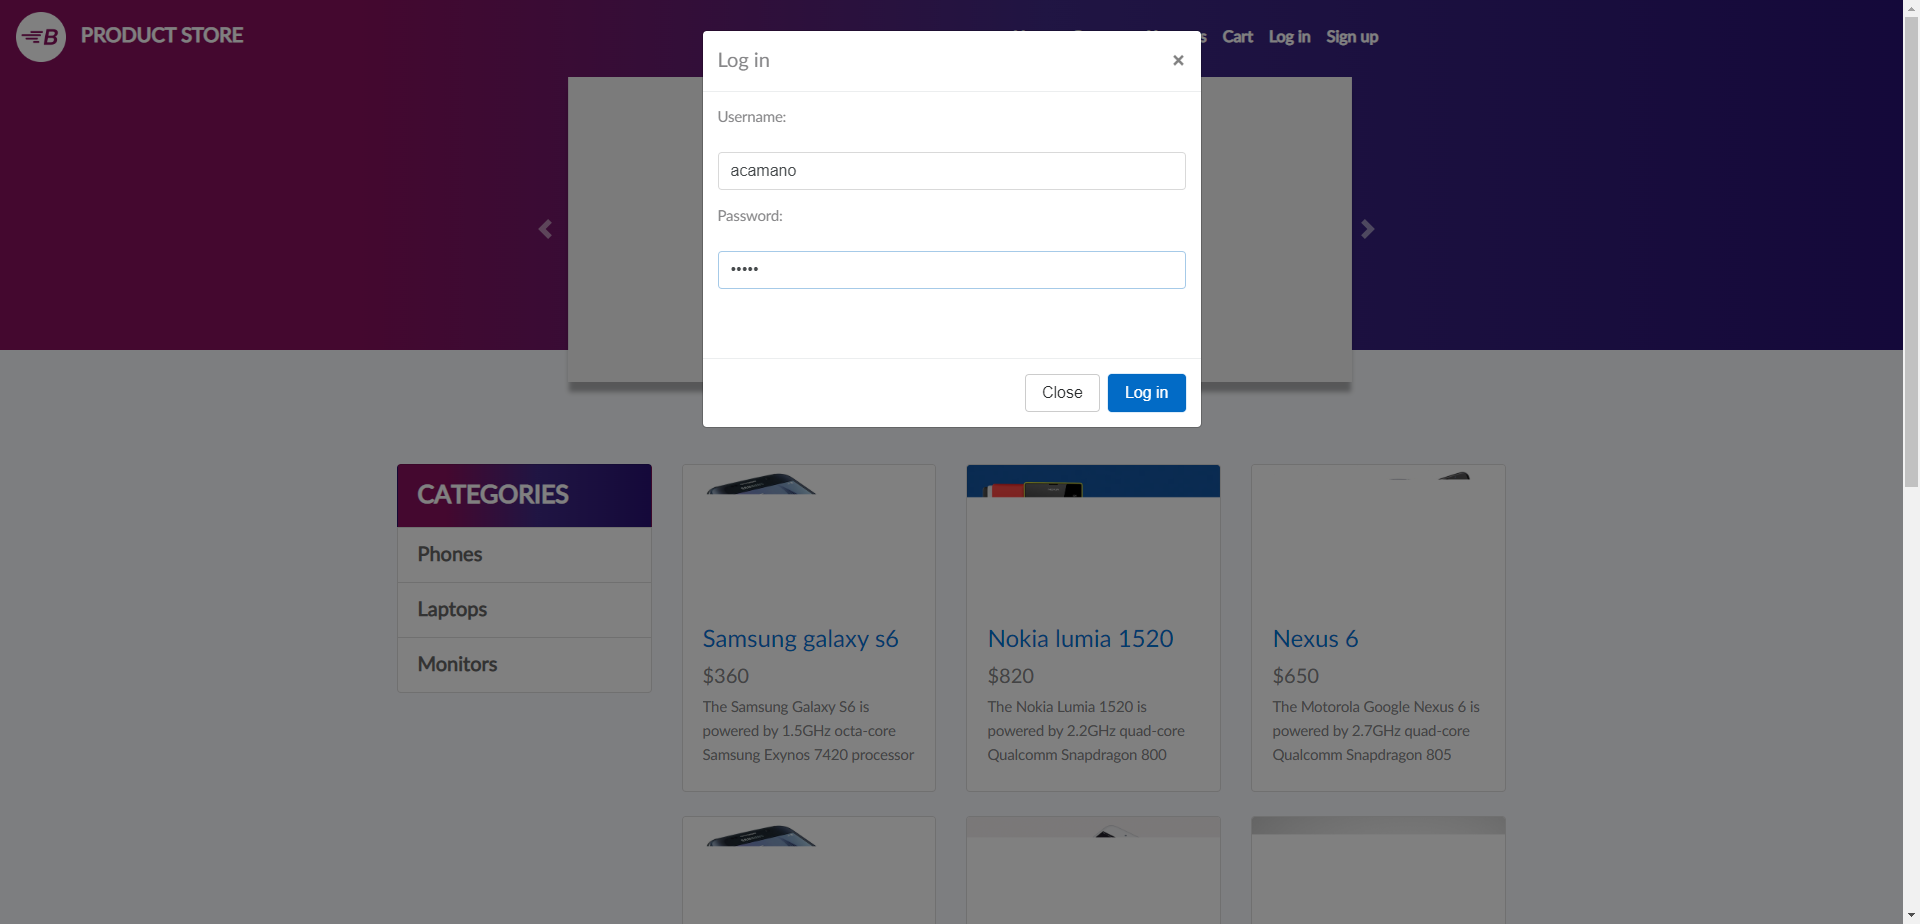 PRODUCT STORE
Cart Log in Sign up
Log in
×
Username:
acamano
Password:
•••••
Close Log in
CATEGORIES
Phones
Laptops
Monitors
Samsung galaxy s6
$360
The Samsung Galaxy S6 is
powered by 1.5GHz octa-core
Samsung Exynos 7420 processor
Nokia lumia 1520
$820
The Nokia Lumia 1520 is
powered by 2.2GHz quad-core
Qualcomm Snapdragon 800
Nexus 6
$650
The Motorola Google Nexus 6 is
powered by 2.7GHz quad-core
Qualcomm Snapdragon 805